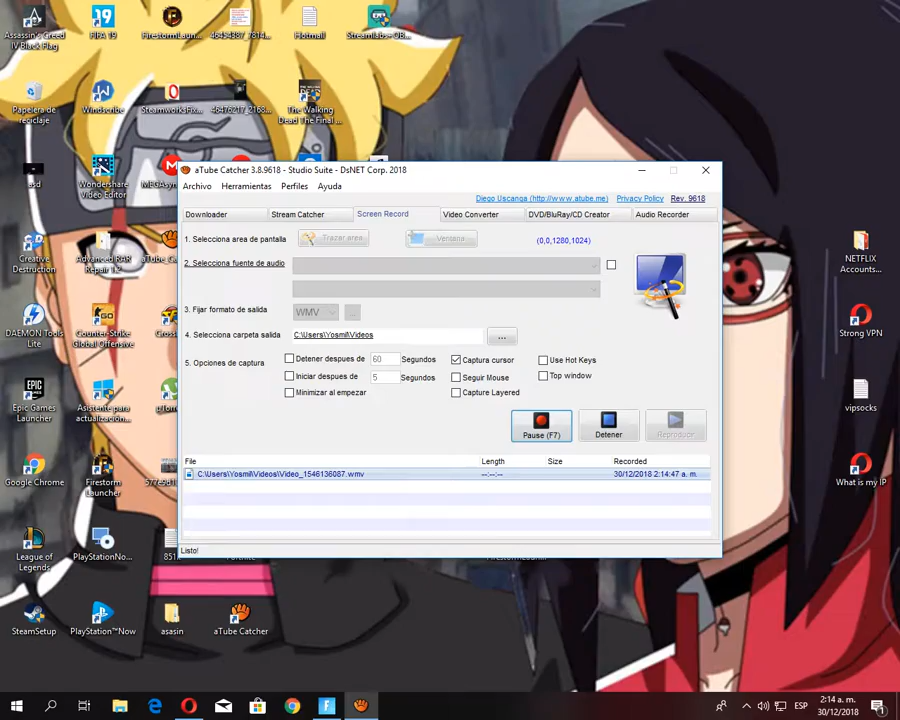 Assassin's Creed IV Black Flag
FIFA 19
FirestormLaun...
46454387_7814...
Hotmail
Streamlabs OB...
Papelera de reciclaje
Windscribe
SteamworksFix...
46476217_2168...
The Walking Dead The Final ...
asd
Wondershare Video Editor
MEGAsync
aTube Catcher 3.8.9618 - Studio Suite - DsNET Corp. 2018
Archivo Herramientas Perfiles Ayuda
Diego Uscanga (http://www.atube.me) Privacy Policy Rev. 9618
Downloader Stream Catcher Screen Record Video Converter DVD/BluRay/CD Creator Audio Recorder
1. Selecciona area de pantalla Trazar area Ventana (0,0,1280,1024)
2. Selecciona fuente de audio
3. Fijar formato de salida WMV ...
4. Selecciona carpeta salida C:\Users\Yosmil\Videos ...
5. Opciones de captura Detener despues de 60 Segundos Captura cursor Use Hot Keys
Iniciar despues de 5 Segundos Seguir Mouse Top window
Minimizar al empezar Capture Layered
Pause (F7) Detener Reproducir
File Length Size Recorded
C:\Users\Yosmil\Videos\Video_1546136087.wmv --:--:-- 30/12/2018 2:14:47 a. m.
Listo!
Creative Destruction
Advanced RAR Repair 1.2
NETFLIX Accounts...
DAEMON Tools Lite
Counter-Strike Global Offensive
Strong VPN
Epic Games Launcher
Asistente para actualización...
vipsocks
Google Chrome
Firestorm Launcher
What is my IP
League of Legends
PlayStationNo...
SteamSetup
PlayStation™Now
asasin
aTube Catcher
ESP
2:14 a. m.
30/12/2018
1